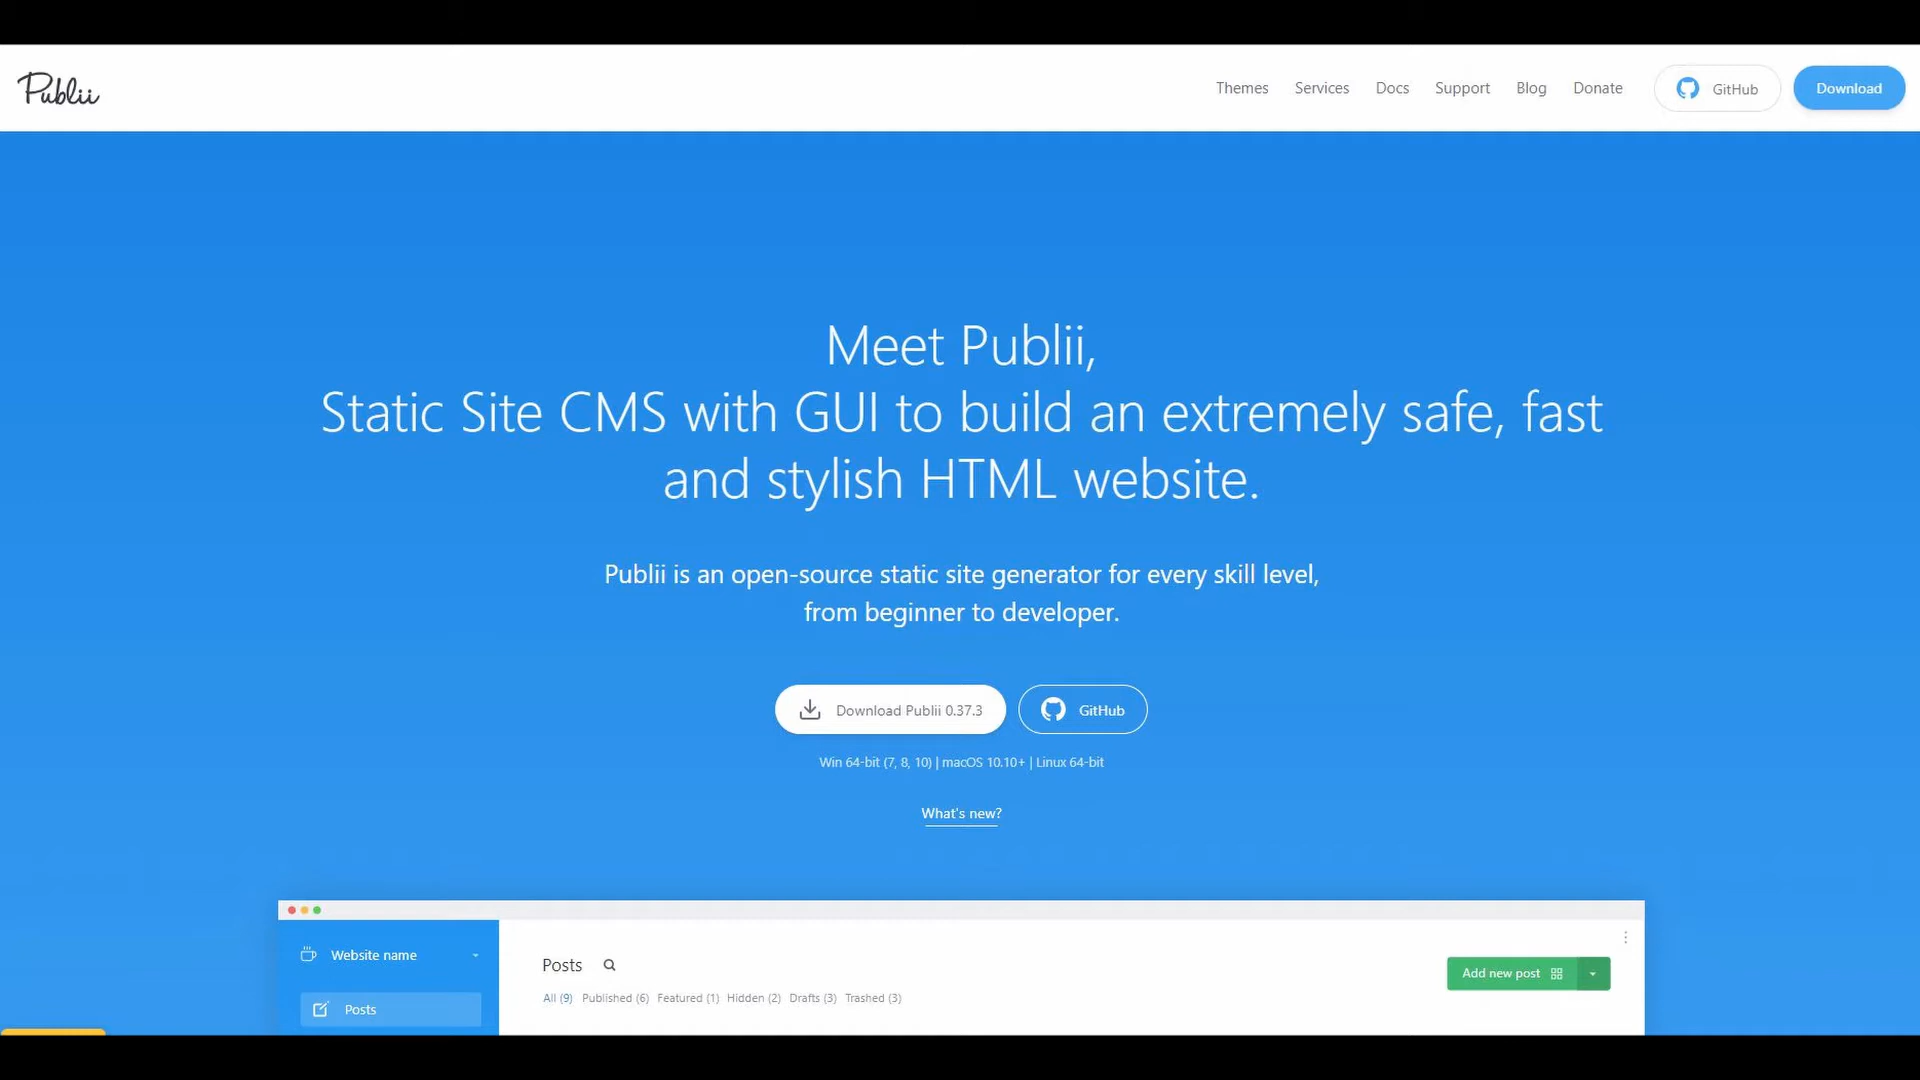 Publii
Themes Services Docs Support Blog Donate GitHub Download
Meet Publii,
Static Site CMS with GUI to build an extremely safe, fast
and stylish HTML website.
Publii is an open-source static site generator for every skill level,
from beginner to developer.
Download Publii 0.37.3 GitHub
Win 64-bit (7, 8, 10) | macOS 10.10+ | Linux 64-bit
What's new?
Website name
Posts
Posts
Add new post
All (9) Published (6) Featured (1) Hidden (2) Drafts (3) Trashed (3)